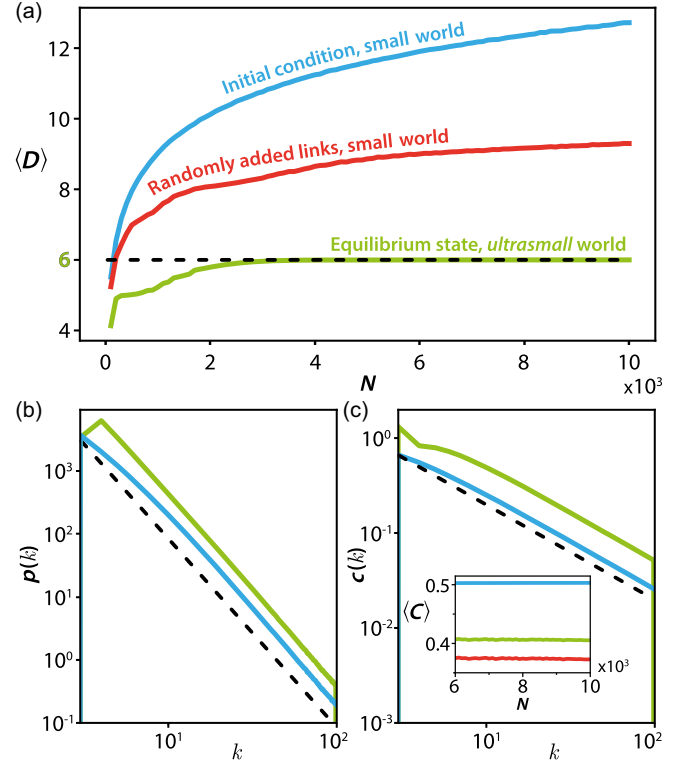 (a)
12
10
8
6
4
⟨D⟩
Initial condition, small world
Randomly added links, small world
Equilibrium state, ultrasmall world
0
2
4
6
8
10
N
x10³
(b)
10³
10²
10¹
10⁰
10⁻¹
p(k)
10¹
10²
k
(c)
10⁰
10⁻¹
10⁻²
10⁻³
c(k)
0.5
⟨C⟩
0.4
x10³
6
8
10
N
10¹
10²
k